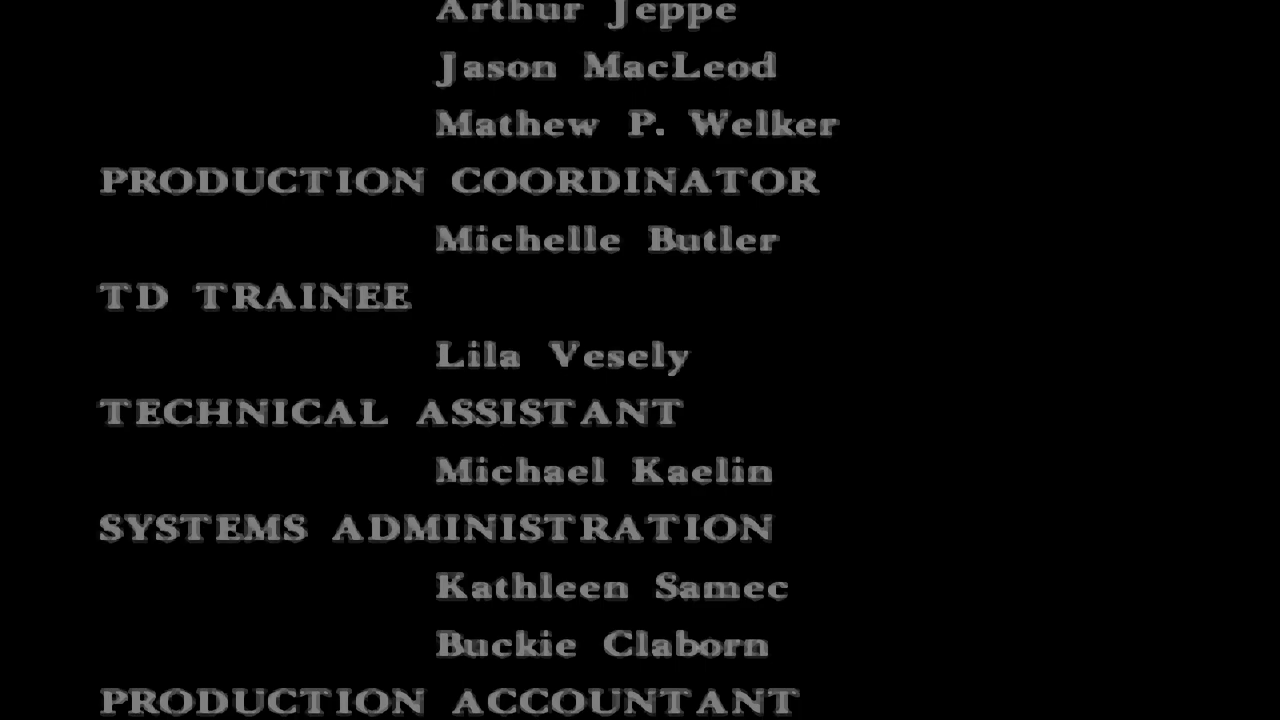 Arthur Jeppe
Jason MacLeod
Mathew P. Welker
PRODUCTION COORDINATOR
Michelle Butler
TD TRAINEE
Lila Vesely
TECHNICAL ASSISTANT
Michael Kaelin
SYSTEMS ADMINISTRATION
Kathleen Samec
Buckie Claborn
PRODUCTION ACCOUNTANT